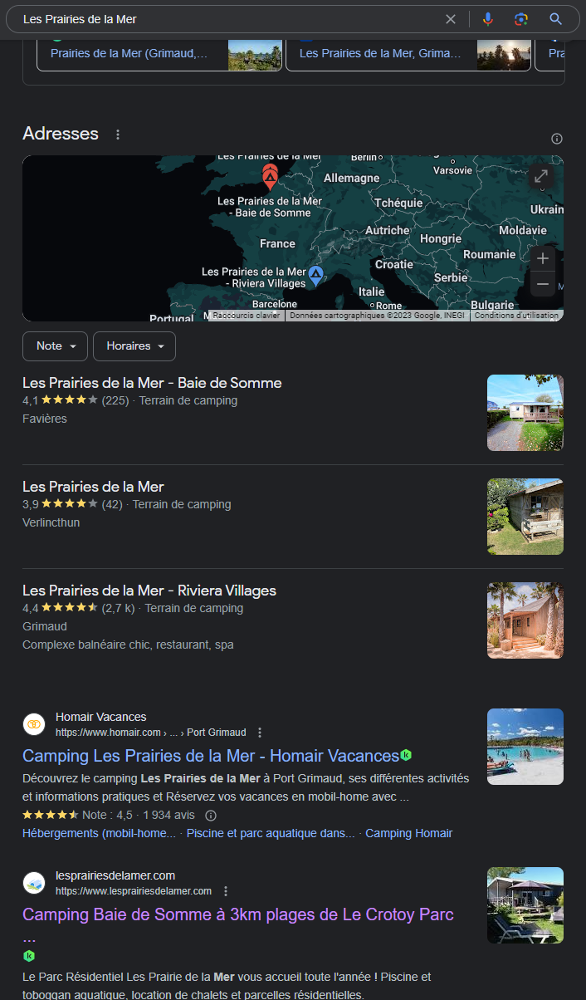 Les Prairies de la Mer
Prairies de la Mer (Grimaud,...
Les Prairies de la Mer, Grima...
Pra
Adresses
Les Prairies de la Mer
Berlin
Varsovie
Allemagne
Les Prairies de la Mer
- Baie de Somme
Tchéquie
Ukrain
Autriche
Moldavie
Hongrie
France
Roumanie
Croatie
Les Prairies de la Mer
- Riviera Villages
Serbie
Italie
Barcelone
Rome
Bulgarie
Portugal
Raccourcis clavier
Données cartographiques ©2023 Google, INEGI
Conditions d'utilisation
Note
Horaires
Les Prairies de la Mer - Baie de Somme
4,1 (225) · Terrain de camping
Favières
Les Prairies de la Mer
3,9 (42) · Terrain de camping
Verlincthun
Les Prairies de la Mer - Riviera Villages
4,4 (2,7 k) · Terrain de camping
Grimaud
Complexe balnéaire chic, restaurant, spa
Homair Vacances
https://www.homair.com › ... › Port Grimaud
Camping Les Prairies de la Mer - Homair Vacances
Découvrez le camping Les Prairies de la Mer à Port Grimaud, ses différentes activités
et informations pratiques et Réservez vos vacances en mobil-home avec ...
Note : 4,5 · 1 934 avis
Hébergements (mobil-home... · Piscine et parc aquatique dans... · Camping Homair
lesprairiesdelamer.com
https://www.lesprairiesdelamer.com
Camping Baie de Somme à 3km plages de Le Crotoy Parc
...
Le Parc Résidentiel Les Prairie de la Mer vous accueil toute l'année ! Piscine et
toboggan aquatique, location de chalets et parcelles résidentielles.